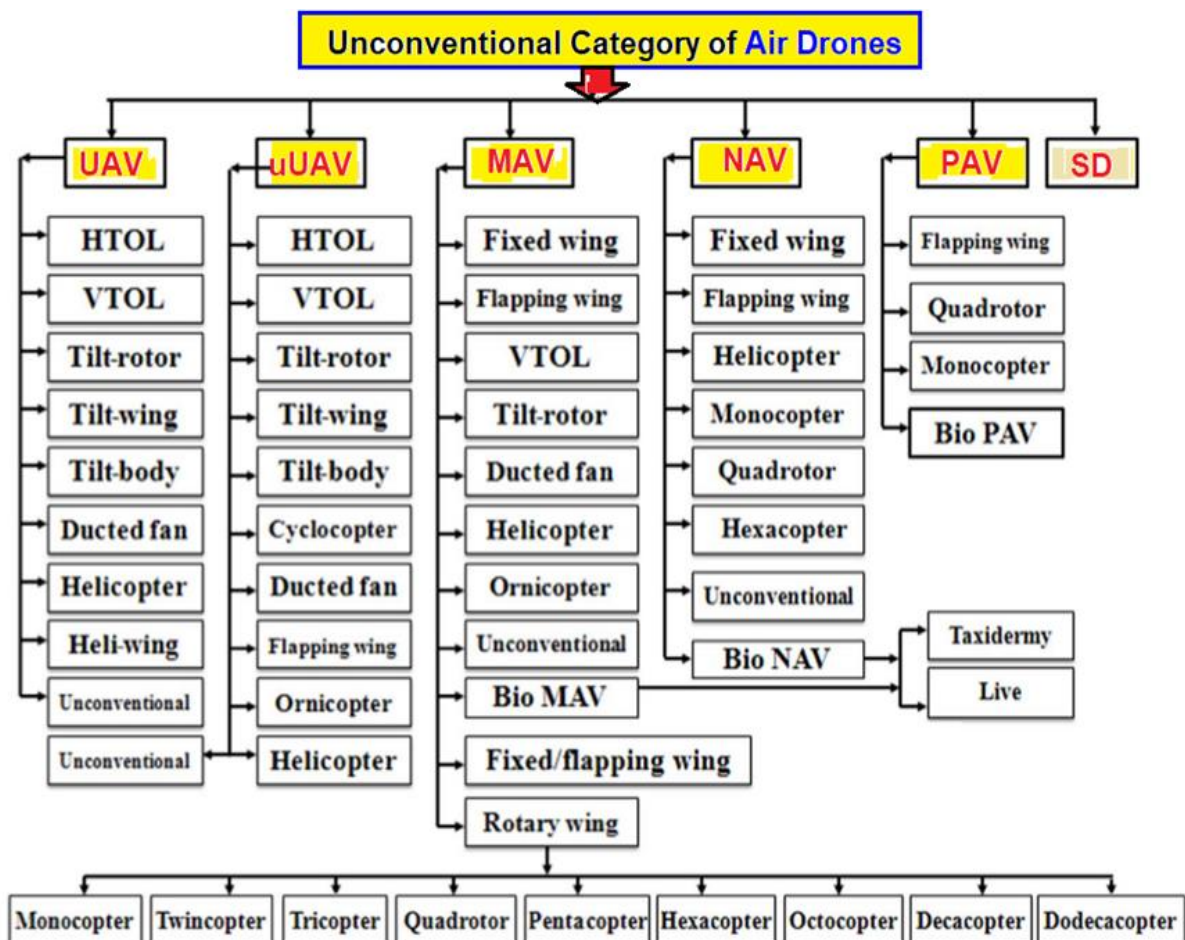 Unconventional Category of Air Drones
UAV
uUAV
MAV
NAV
PAV
SD
HTOL
VTOL
Tilt-rotor
Tilt-wing
Tilt-body
Ducted fan
Helicopter
Heli-wing
Unconventional
Unconventional
HTOL
VTOL
Tilt-rotor
Tilt-wing
Tilt-body
Cyclocopter
Ducted fan
Flapping wing
Ornicopter
Helicopter
Fixed wing
Flapping wing
VTOL
Tilt-rotor
Ducted fan
Helicopter
Ornicopter
Unconventional
Bio MAV
Fixed/flapping wing
Rotary wing
Fixed wing
Flapping wing
Helicopter
Monocopter
Quadrotor
Hexacopter
Unconventional
Bio NAV
Flapping wing
Quadrotor
Monocopter
Bio PAV
Taxidermy
Live
Monocopter
Twincopter
Tricopter
Quadrotor
Pentacopter
Hexacopter
Octocopter
Decacopter
Dodecacopter